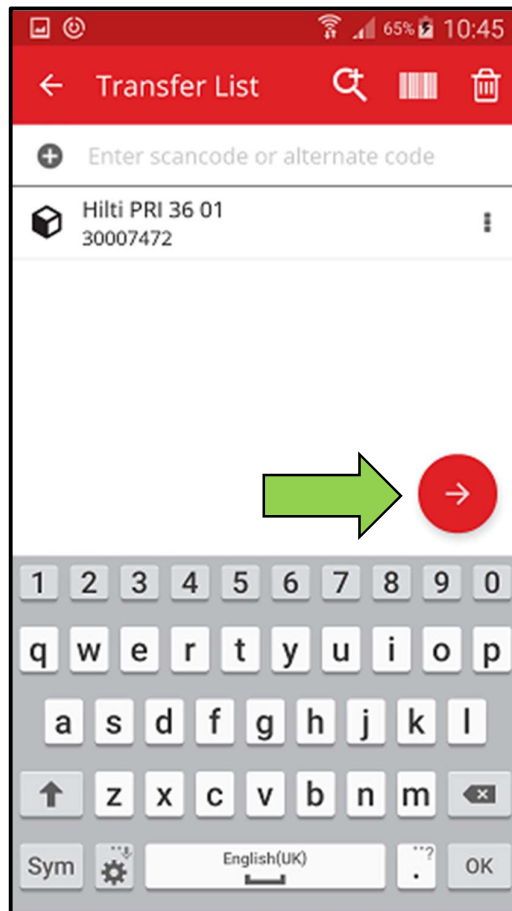 65% 10:45
Transfer List
Enter scancode or alternate code
Hilti PRI 36 01
30007472
1 2 3 4 5 6 7 8 9 0
q w e r t y u i o p
a s d f g h j k l
z x c v b n m
Sym English(UK) . ,,? OK